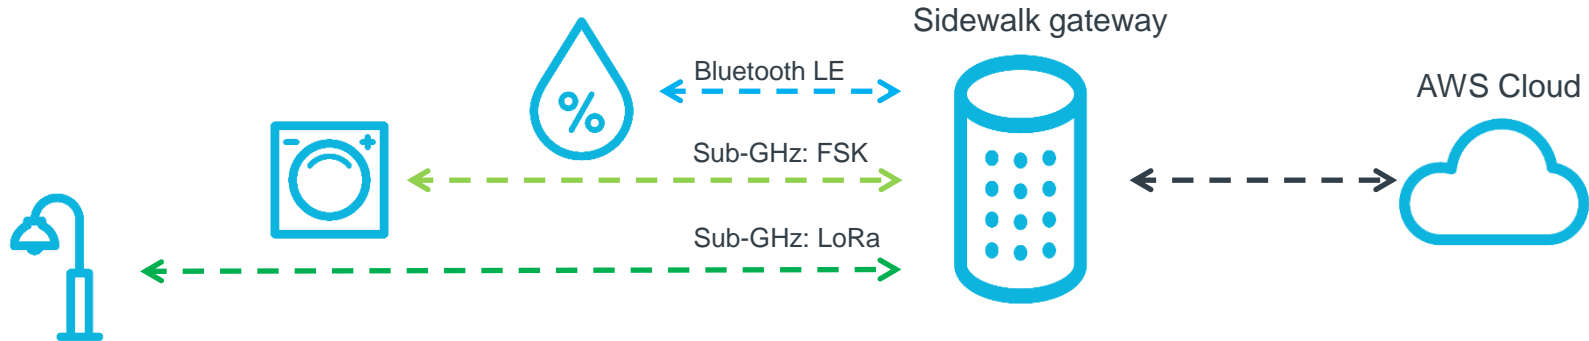 Sidewalk gateway
Bluetooth LE
AWS Cloud
%
Sub-GHz: FSK
Sub-GHz: LoRa